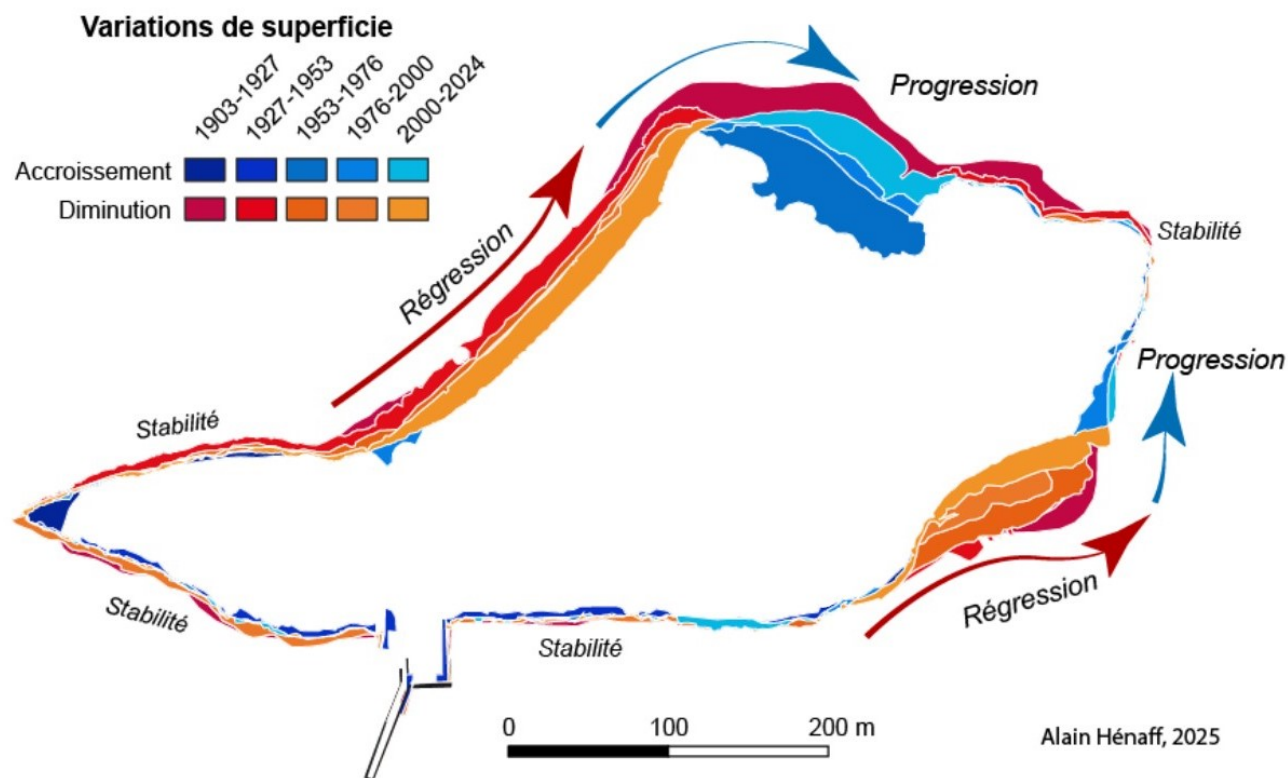 Variations de superficie
1903-1927
1927-1953
1953-1976
1976-2000
2000-2024
Accroissement
Diminution
Progression
Régression
Stabilité
Progression
Stabilité
Stabilité
Régression
Stabilité
0 100 200 m
Alain Hénaff, 2025